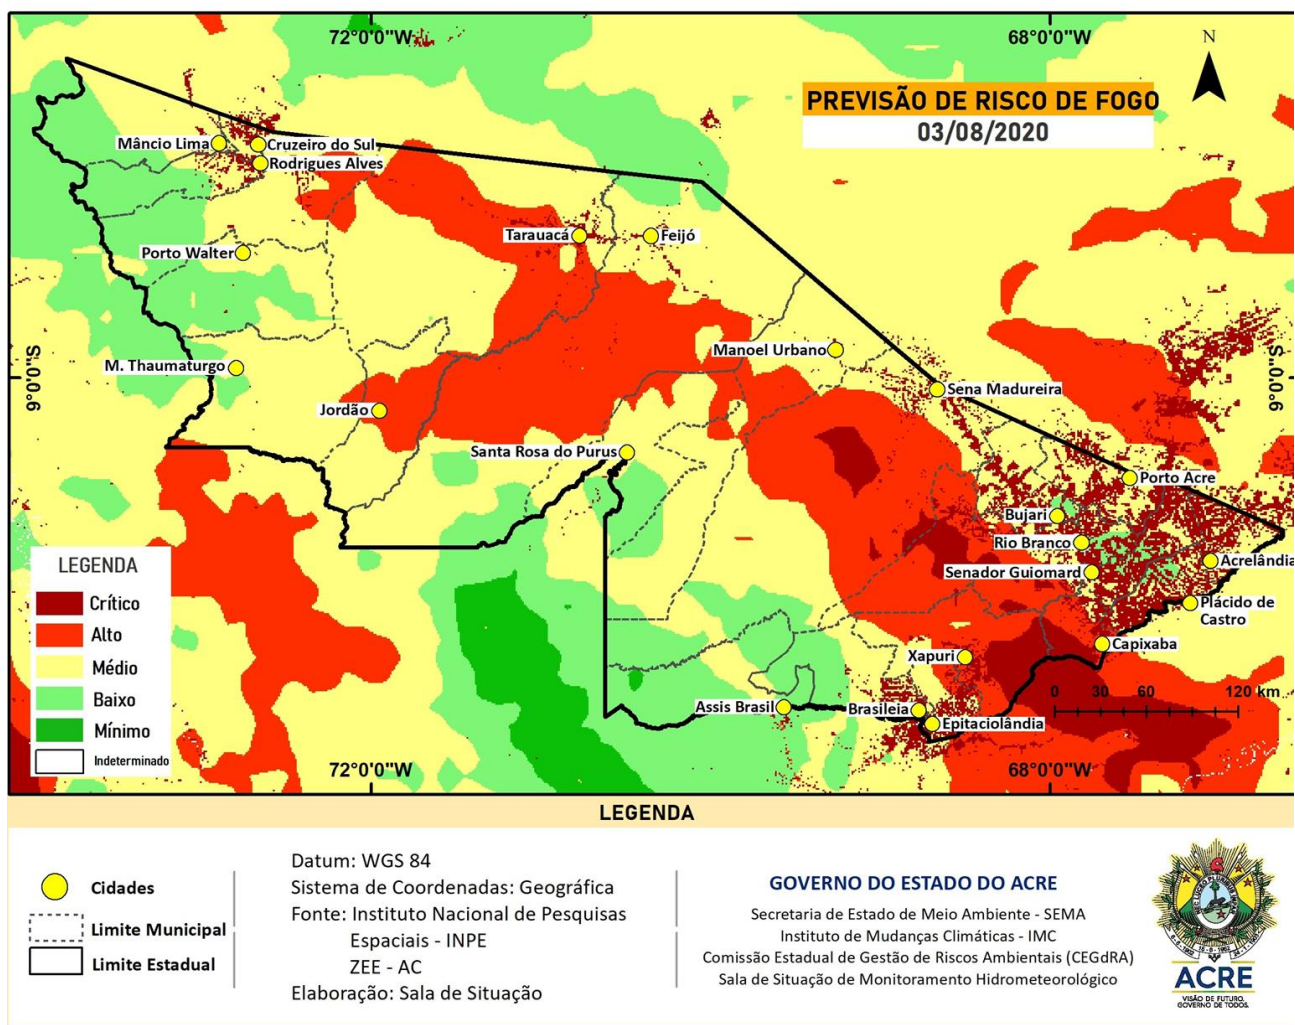 72°0'0"W
68°0'0"W
N
PREVISÃO DE RISCO DE FOGO
03/08/2020
Mâncio Lima
Cruzeiro do Sul
Rodrigues Alves
Tarauacá
Feijó
Porto Walter
Manoel Urbano
M. Thaumaturgo
9°0'0"S
9°0'0"S
Sena Madureira
Jordão
Santa Rosa do Purus
Porto Acre
Bujari
Rio Branco
Acrelândia
Senador Guiomard
Plácido de
Castro
Capixaba
Xapuri
Assis Brasil
Brasileia
Epitaciolândia
0 30 60 120 km
72°0'0"W
68°0'0"W
LEGENDA
Crítico
Alto
Médio
Baixo
Mínimo
Indeterminado
LEGENDA
Cidades
Limite Municipal
Limite Estadual
Datum: WGS 84
Sistema de Coordenadas: Geográfica
Fonte: Instituto Nacional de Pesquisas
Espaciais - INPE
ZEE - AC
Elaboração: Sala de Situação
GOVERNO DO ESTADO DO ACRE
Secretaria de Estado de Meio Ambiente - SEMA
Instituto de Mudanças Climáticas - IMC
Comissão Estadual de Gestão de Riscos Ambientais (CEGdRA)
Sala de Situação de Monitoramento Hidrometeorológico
ACRE
VISÃO DE FUTURO.
GOVERNO DE TODOS.